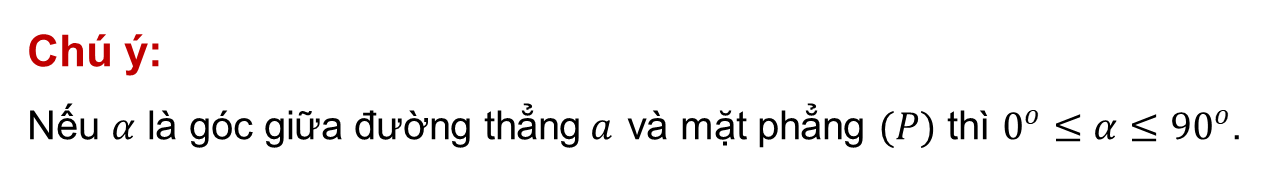 Chú ý:
Nếu α là góc giữa đường thẳng a và mặt phẳng (P) thì 0° ≤ α ≤ 90°.